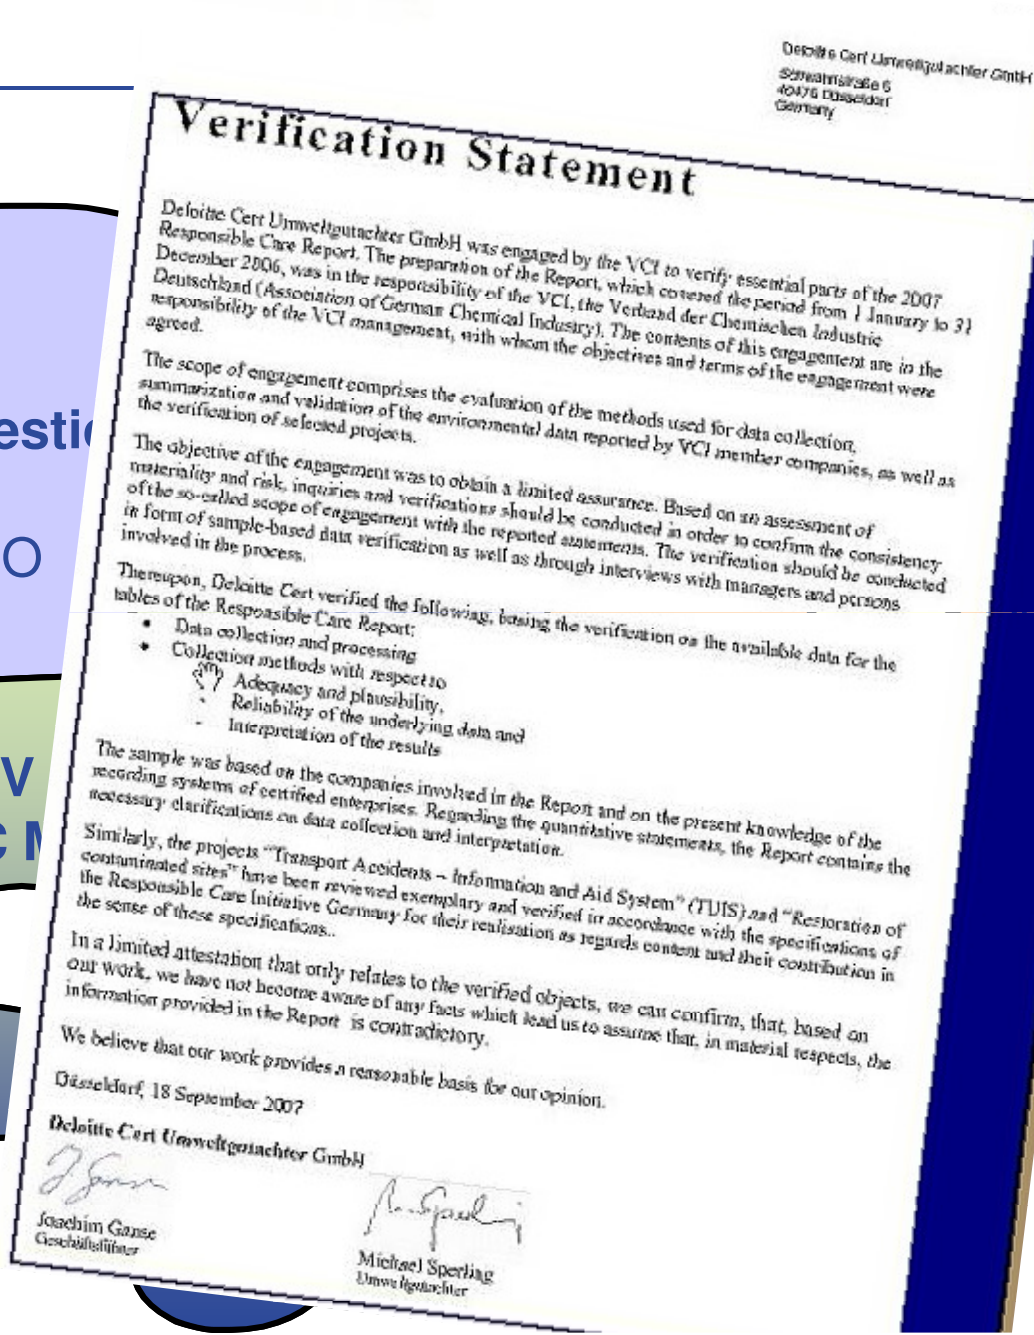 Deloitte Cert Umweltgutachter GmbH
Schwannstraße 6
40476 Düsseldorf
Germany
Verification Statement
Deloitte Cert Umweltgutachter GmbH was engaged by the VCI to verify essential parts of the 2007
Responsible Care Report. The preparation of the Report, which covered the period from 1 January to 31
December 2006, was in the responsibility of the VCI, the Verband der Chemischen Industrie
Deutschland (Association of German Chemical Industry). The contents of this engagement are in the
responsibility of the VCI management, with whom the objectives and terms of the engagement were
agreed.
The scope of engagement comprises the evaluation of the methods used for data collection,
summarization and validation of the environmental data reported by VCI member companies, as well as
the verification of selected projects.
The objective of the engagement was to obtain a limited assurance. Based on an assessment of
materiality and risk, inquiries and verifications should be conducted in order to confirm the consistency
of the so-called scope of engagement with the reported statements. The verification should be conducted
in form of sample-based data verification as well as through interviews with managers and persons
involved in the process.
Thereupon, Deloitte Cert verified the following, basing the verification on the available data for the
tables of the Responsible Care Report:
• Data collection and processing
• Collection methods with respect to
Adequacy and plausibility,
- Reliability of the underlying data and
- Interpretation of the results
The sample was based on the companies involved in the Report and on the present knowledge of the
recording systems of certified enterprises. Regarding the quantitative statements, the Report contains the
necessary clarifications on data collection and interpretation.
Similarly, the projects "Transport Accidents – Information and Aid System" (TUIS) and "Restoration of
contaminated sites" have been reviewed exemplary and verified in accordance with the specifications of
the Responsible Care Initiative Germany for their realisation as regards content and their contribution in
the sense of these specifications..
In a limited attestation that only relates to the verified objects, we can confirm, that, based on
our work, we have not become aware of any facts which lead us to assume that, in material respects, the
information provided in the Report is contradictory.
We believe that our work provides a reasonable basis for our opinion.
Düsseldorf, 18 September 2007
Deloitte Cert Umweltgutachter GmbH
Joachim Ganse
Geschäftsführer
Michael Sperling
Umweltgutachter
estic
O
V
C M